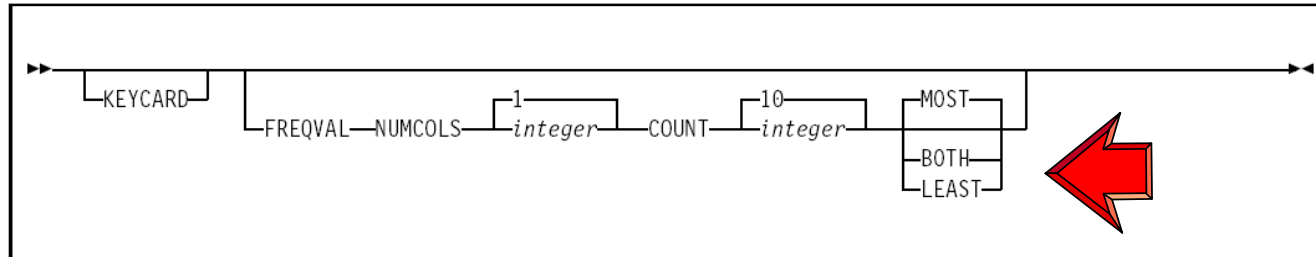 KEYCARD
1 10 MOST
FREQVAL NUMCOLS integer COUNT integer
BOTH
LEAST